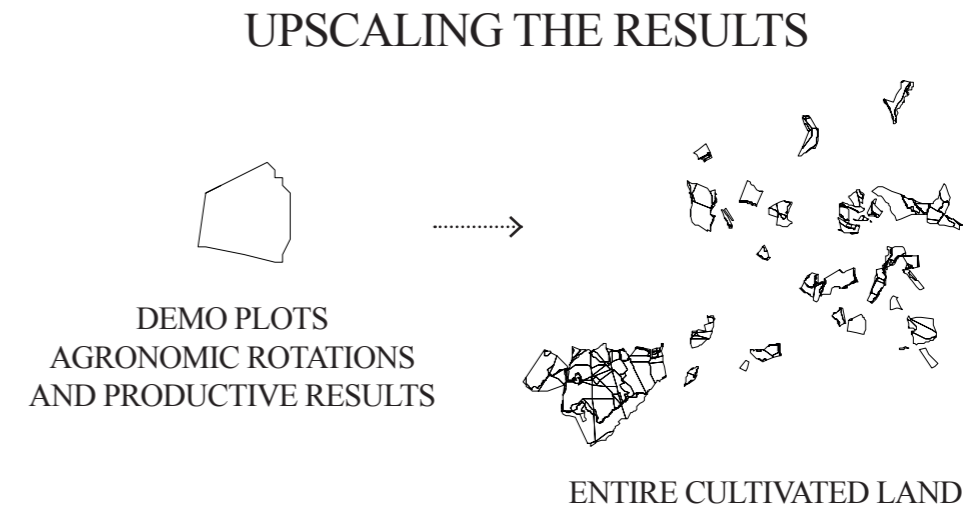 UPSCALING THE RESULTS
DEMO PLOTS
AGRONOMIC ROTATIONS
AND PRODUCTIVE RESULTS
ENTIRE CULTIVATED LAND